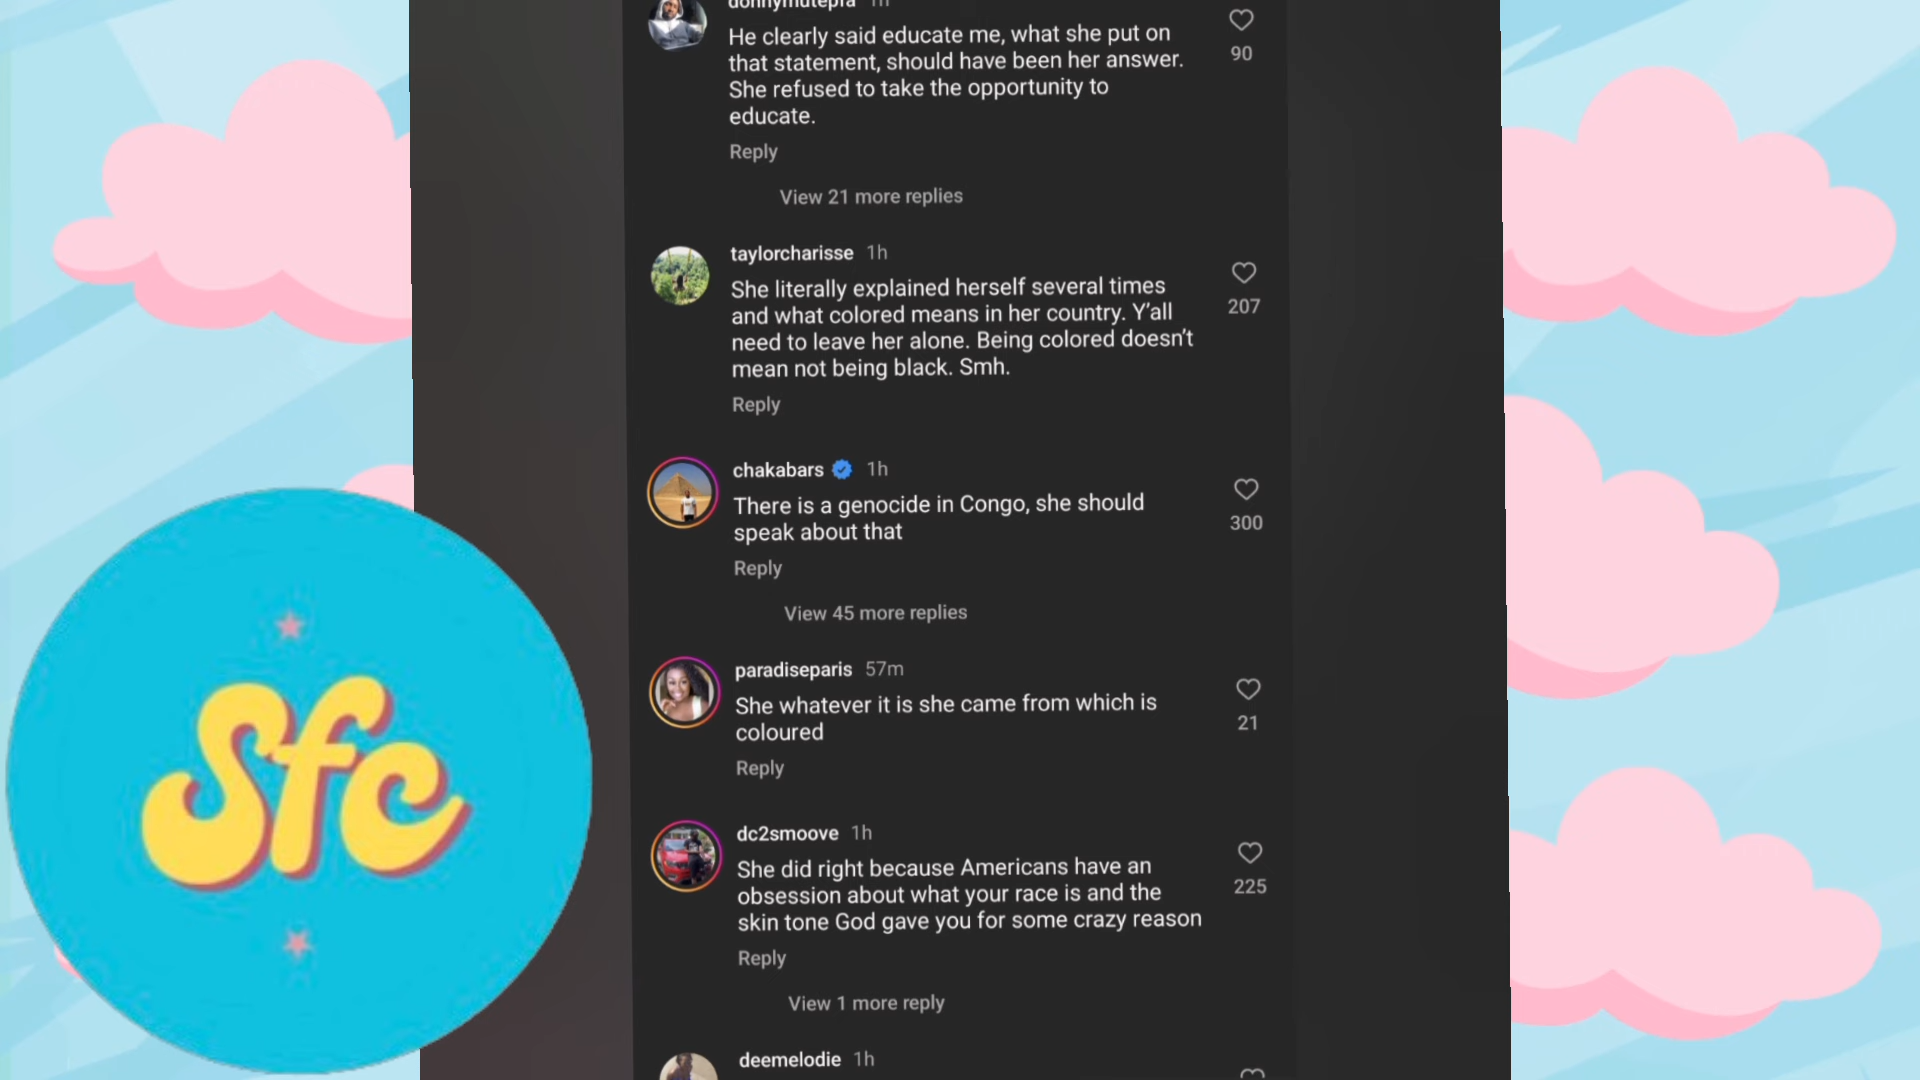 donnymutepfa 1h
He clearly said educate me, what she put on
that statement, should have been her answer.
She refused to take the opportunity to
educate.
90
Reply
View 21 more replies
taylorcharisse 1h
She literally explained herself several times
and what colored means in her country. Y'all
need to leave her alone. Being colored doesn't
mean not being black. Smh.
207
Reply
chakabars 1h
There is a genocide in Congo, she should
speak about that
300
Reply
View 45 more replies
paradiseparis 57m
She whatever it is she came from which is
coloured
21
Reply
dc2smoove 1h
She did right because Americans have an
obsession about what your race is and the
skin tone God gave you for some crazy reason
225
Reply
View 1 more reply
deemelodie 1h
Sfc